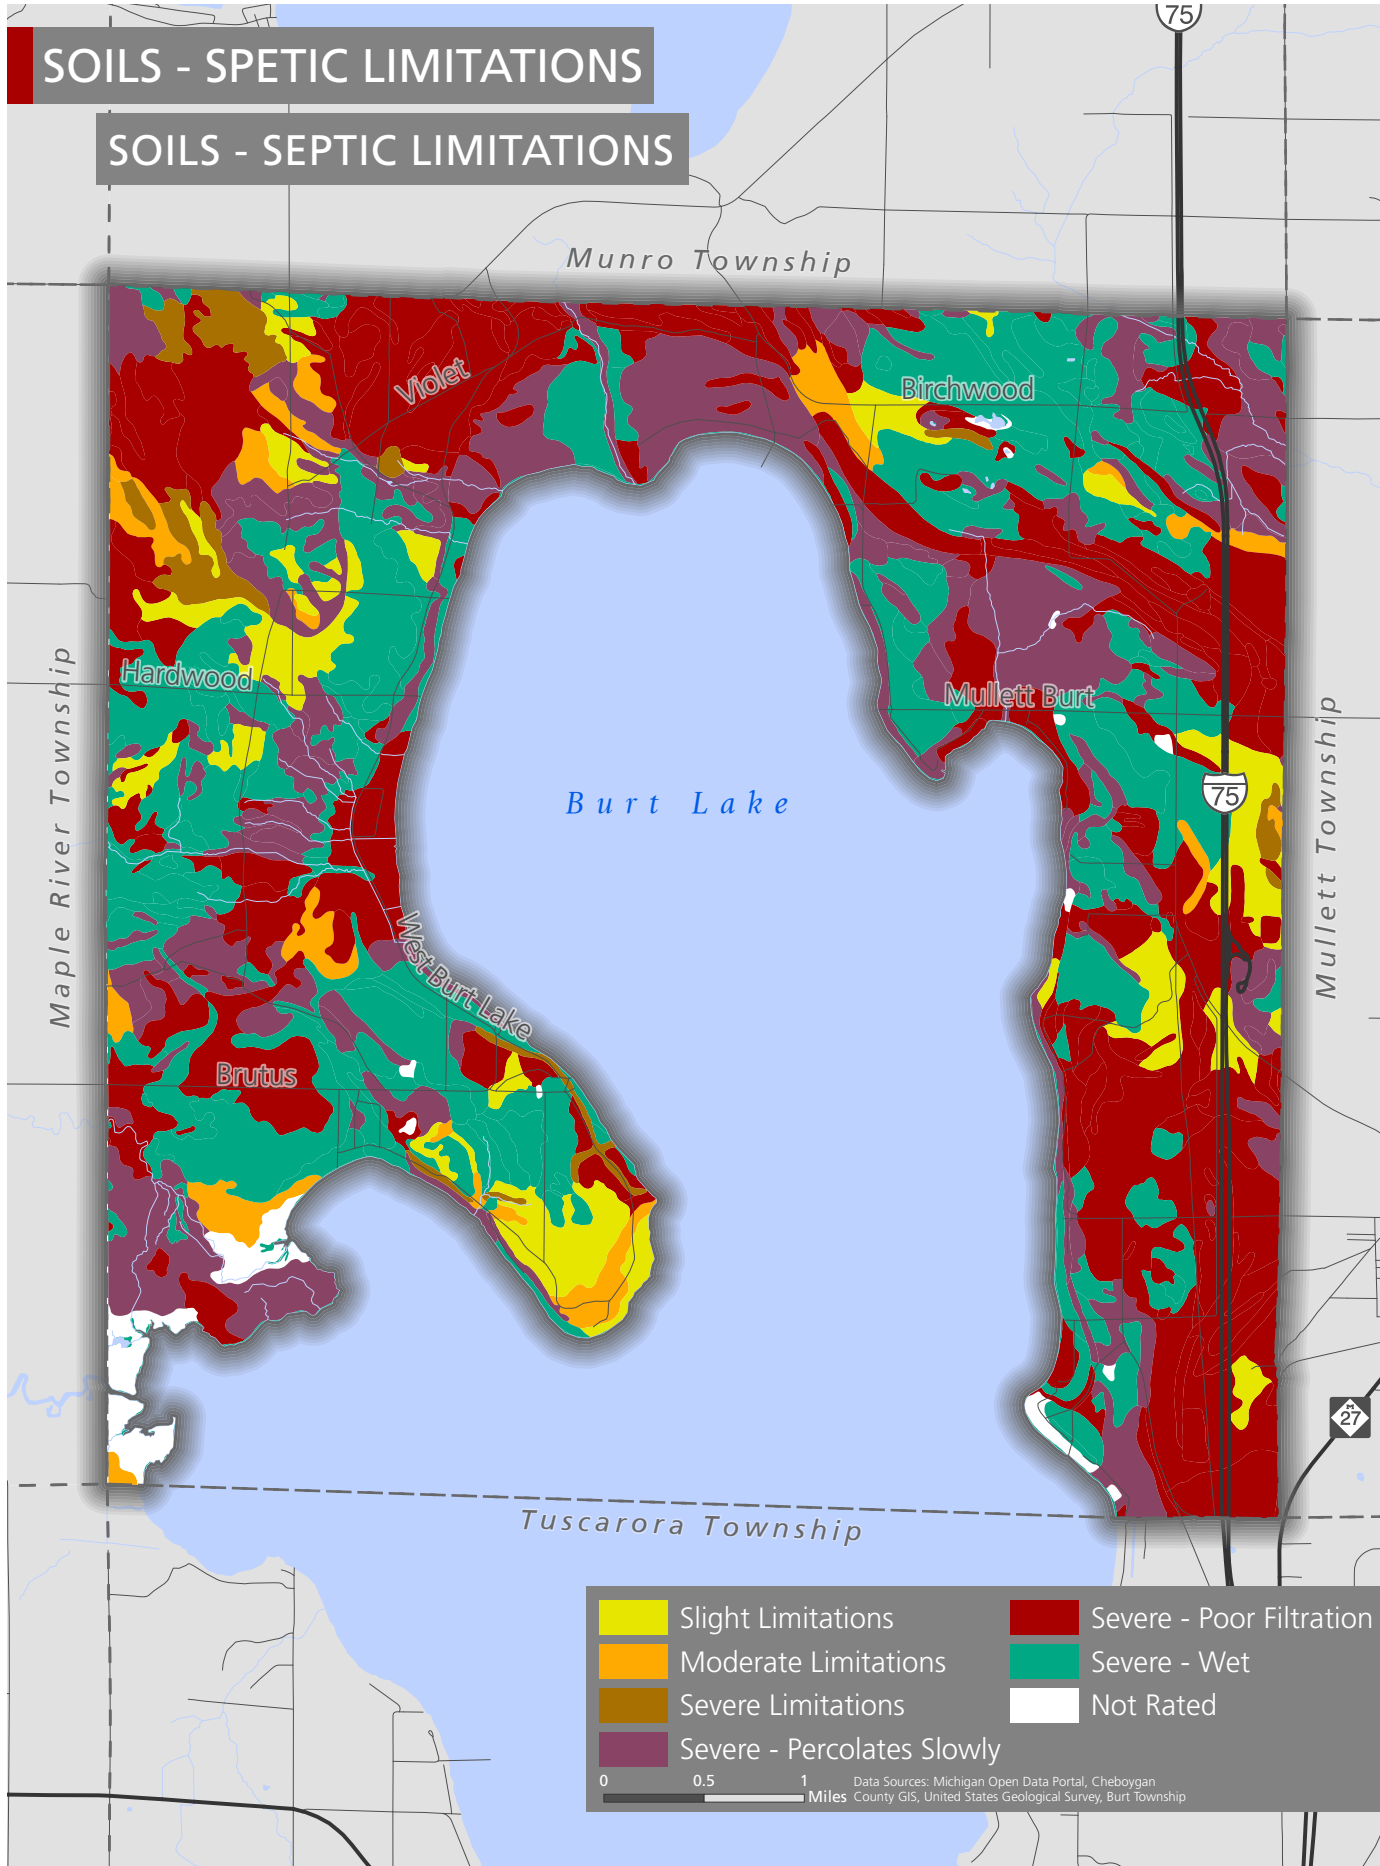 75
SOILS - SPETIC LIMITATIONS
SOILS - SEPTIC LIMITATIONS
Munro Township
Violet
Birchwood
Hardwood
Mullett Burt
Maple River Township
Mullett Township
75
Burt Lake
West Burt Lake
Brutus
M
27
Tuscarora Township
Slight Limitations
Moderate Limitations
Severe Limitations
Severe - Percolates Slowly
Severe - Poor Filtration
Severe - Wet
Not Rated
0 0.5 1
Miles
Data Sources: Michigan Open Data Portal, Cheboygan
County GIS, United States Geological Survey, Burt Township